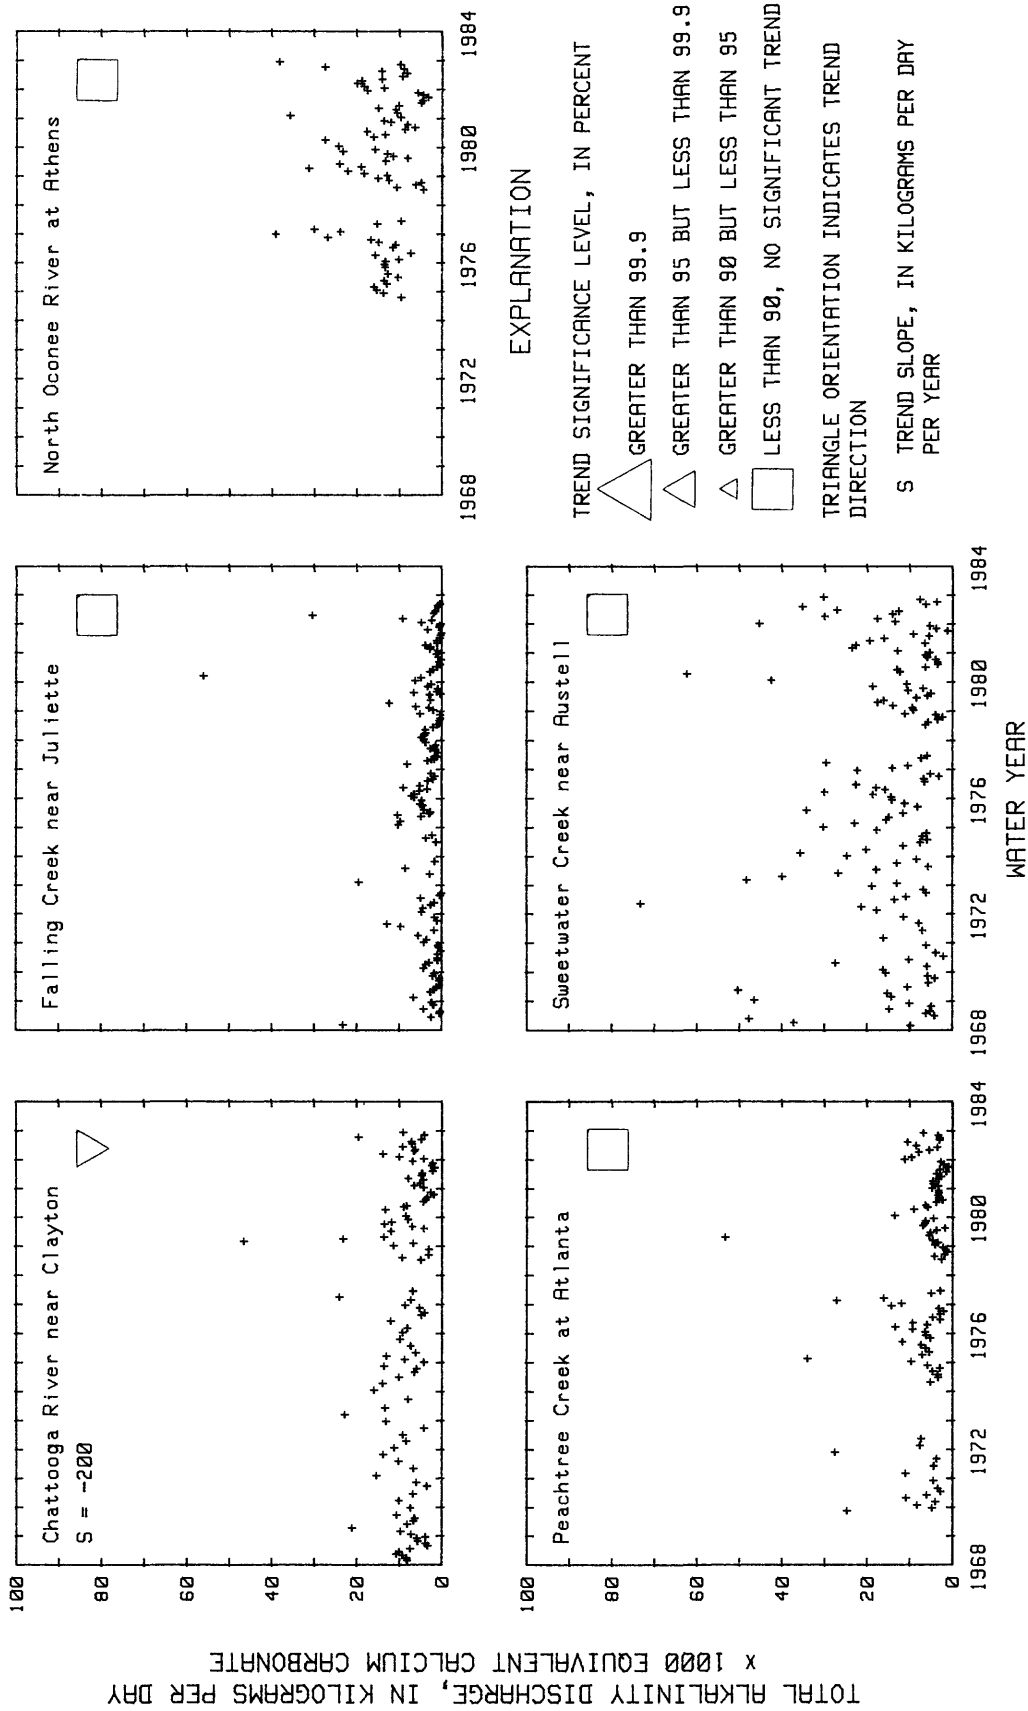 TOTAL ALKALINITY DISCHARGE, IN KILOGRAMS PER DAY
X 1000 EQUIVALENT CALCIUM CARBONATE
Chattooga River near Clayton
S = -200
100
80
60
40
20
0
Falling Creek near Juliette
North Oconee River at Athens
1968
1972
1976
1980
1984
Peachtree Creek at Atlanta
100
80
60
40
20
0
1968
1972
1976
1980
1984
Sweetwater Creek near Austell
1968
1972
1976
1980
1984
WATER YEAR
EXPLANATION
TREND SIGNIFICANCE LEVEL, IN PERCENT
GREATER THAN 99.9
GREATER THAN 95 BUT LESS THAN 99.9
GREATER THAN 90 BUT LESS THAN 95
LESS THAN 90, NO SIGNIFICANT TREND
TRIANGLE ORIENTATION INDICATES TREND
DIRECTION
S TREND SLOPE, IN KILOGRAMS PER DAY
PER YEAR